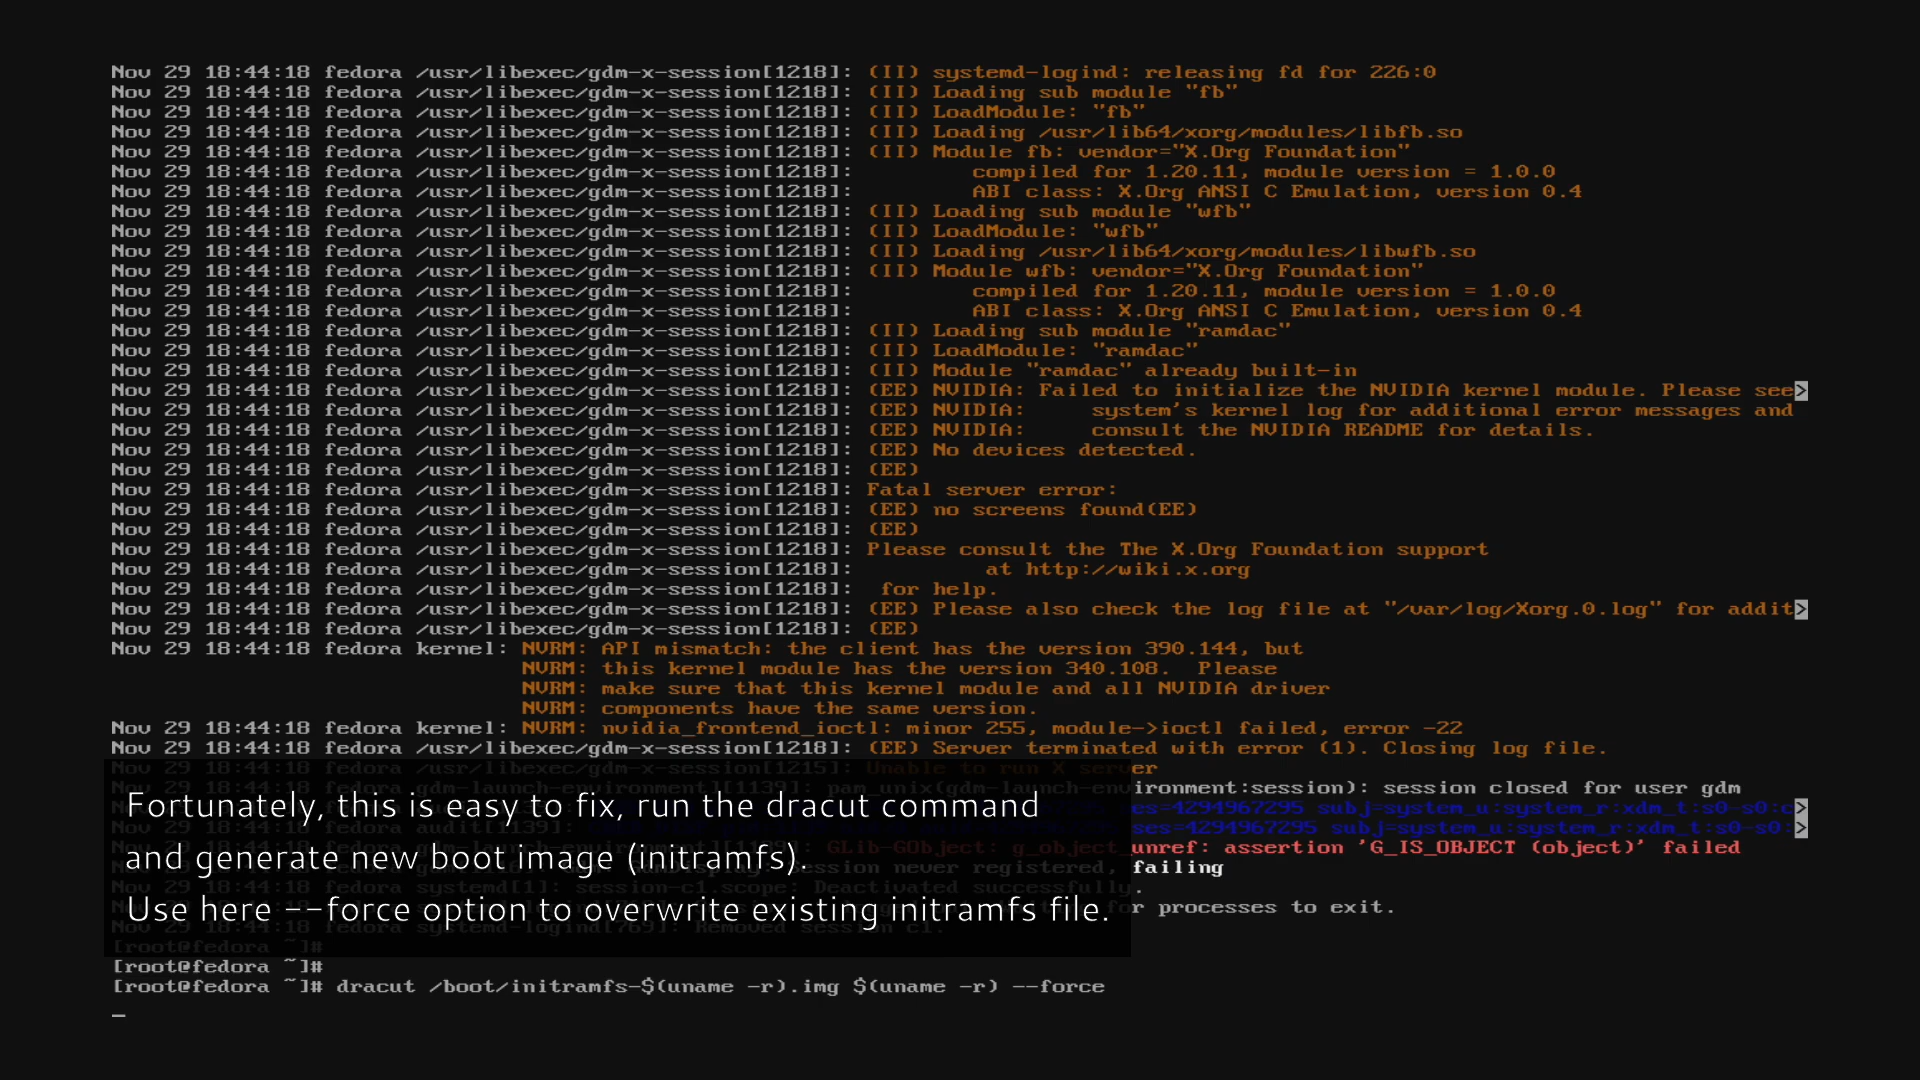 Nov 29 18:44:18 fedora /usr/libexec/gdm-x-session[1218]: (II) systemd-logind: releasing fd for 226:0
Nov 29 18:44:18 fedora /usr/libexec/gdm-x-session[1218]: (II) Loading sub module "fb"
Nov 29 18:44:18 fedora /usr/libexec/gdm-x-session[1218]: (II) LoadModule: "fb"
Nov 29 18:44:18 fedora /usr/libexec/gdm-x-session[1218]: (II) Loading /usr/lib64/xorg/modules/libfb.so
Nov 29 18:44:18 fedora /usr/libexec/gdm-x-session[1218]: (II) Module fb: vendor="X.Org Foundation"
Nov 29 18:44:18 fedora /usr/libexec/gdm-x-session[1218]:         compiled for 1.20.11, module version = 1.0.0
Nov 29 18:44:18 fedora /usr/libexec/gdm-x-session[1218]:         ABI class: X.Org ANSI C Emulation, version 0.4
Nov 29 18:44:18 fedora /usr/libexec/gdm-x-session[1218]: (II) Loading sub module "wfb"
Nov 29 18:44:18 fedora /usr/libexec/gdm-x-session[1218]: (II) LoadModule: "wfb"
Nov 29 18:44:18 fedora /usr/libexec/gdm-x-session[1218]: (II) Loading /usr/lib64/xorg/modules/libwfb.so
Nov 29 18:44:18 fedora /usr/libexec/gdm-x-session[1218]: (II) Module wfb: vendor="X.Org Foundation"
Nov 29 18:44:18 fedora /usr/libexec/gdm-x-session[1218]:         compiled for 1.20.11, module version = 1.0.0
Nov 29 18:44:18 fedora /usr/libexec/gdm-x-session[1218]:         ABI class: X.Org ANSI C Emulation, version 0.4
Nov 29 18:44:18 fedora /usr/libexec/gdm-x-session[1218]: (II) Loading sub module "ramdac"
Nov 29 18:44:18 fedora /usr/libexec/gdm-x-session[1218]: (II) LoadModule: "ramdac"
Nov 29 18:44:18 fedora /usr/libexec/gdm-x-session[1218]: (II) Module "ramdac" already built-in
Nov 29 18:44:18 fedora /usr/libexec/gdm-x-session[1218]: (EE) NVIDIA: Failed to initialize the NVIDIA kernel module. Please see>
Nov 29 18:44:18 fedora /usr/libexec/gdm-x-session[1218]: (EE) NVIDIA:     system's kernel log for additional error messages and
Nov 29 18:44:18 fedora /usr/libexec/gdm-x-session[1218]: (EE) NVIDIA:     consult the NVIDIA README for details.
Nov 29 18:44:18 fedora /usr/libexec/gdm-x-session[1218]: (EE) No devices detected.
Nov 29 18:44:18 fedora /usr/libexec/gdm-x-session[1218]: (EE)
Nov 29 18:44:18 fedora /usr/libexec/gdm-x-session[1218]: Fatal server error:
Nov 29 18:44:18 fedora /usr/libexec/gdm-x-session[1218]: (EE) no screens found(EE)
Nov 29 18:44:18 fedora /usr/libexec/gdm-x-session[1218]: (EE)
Nov 29 18:44:18 fedora /usr/libexec/gdm-x-session[1218]: Please consult the The X.Org Foundation support
Nov 29 18:44:18 fedora /usr/libexec/gdm-x-session[1218]:          at http://wiki.x.org
Nov 29 18:44:18 fedora /usr/libexec/gdm-x-session[1218]:  for help.
Nov 29 18:44:18 fedora /usr/libexec/gdm-x-session[1218]: (EE) Please also check the log file at "/var/log/Xorg.0.log" for addit>
Nov 29 18:44:18 fedora /usr/libexec/gdm-x-session[1218]: (EE)
Nov 29 18:44:18 fedora kernel: NVRM: API mismatch: the client has the version 390.144, but
NVRM: this kernel module has the version 340.108.  Please
NVRM: make sure that this kernel module and all NVIDIA driver
NVRM: components have the same version.
Nov 29 18:44:18 fedora kernel: NVRM: nvidia_frontend_ioctl: minor 255, module->ioctl failed, error -22
Nov 29 18:44:18 fedora /usr/libexec/gdm-x-session[1218]: (EE) Server terminated with error (1). Closing log file.
Nov 29 18:44:18 fedora /usr/libexec/gdm-x-session[1215]: Unable to run X server
ironment:session): session closed for user gdm
es=4294967295 subj=system_u:system_r:xdm_t:s0-s0:c>
ses=4294967295 subj=system_u:system_r:xdm_t:s0-s0:>
GLib-GObject: g_object_unref: assertion 'G_IS_OBJECT (object)' failed
session never registered, failing
systemd[1]: session-c1.scope: Deactivated successfully.
for processes to exit.
systemd-logind[769]: Removed session c1.
Fortunately, this is easy to fix, run the dracut command
and generate new boot image (initramfs).
Use here --force option to overwrite existing initramfs file.
[root@fedora ~]#
[root@fedora ~]#
[root@fedora ~]# dracut /boot/initramfs-$(uname -r).img $(uname -r) --force
_